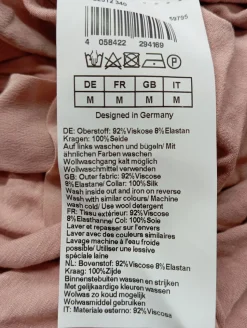 4 058422 294169
59795
DE FR GB IT
M M M M
Designed in Germany
DE: Oberstoff: 92%Viskose 8%Elastan
Kragen: 100%Seide
Auf links waschen und bügeln/ Mit
ähnlichen Farben waschen
Wollwaschgang kalt möglich
Wollwaschmittel verwenden
GB: Outer fabric: 92%Viscose
8%Elastane/ Collar: 100%Silk
Wash inside out and iron on reverse
Wash with similar colours/ Machine
wash cold/ Use wool detergent
FR: Tissu extérieur: 92%Viscose
8%Elasthanne/ Col: 100% Soie
Laver et repasser sur l'envers
Laver avec des couleurs similaires
Lavage machine à l'eau froide
possible/ Utiliser une lessive
spéciale laine
NL: Bovenstof: 92%Viscose 8%Elastan
Kraag: 100%Zijde
Binnenstebuiten wassen en strijken
Met gelijkaardige kleuren wassen
Wolwas zo koud mogelijk
Wolwasmiddel gebruiken
IT: Materiale esterno: 92%Viscosa